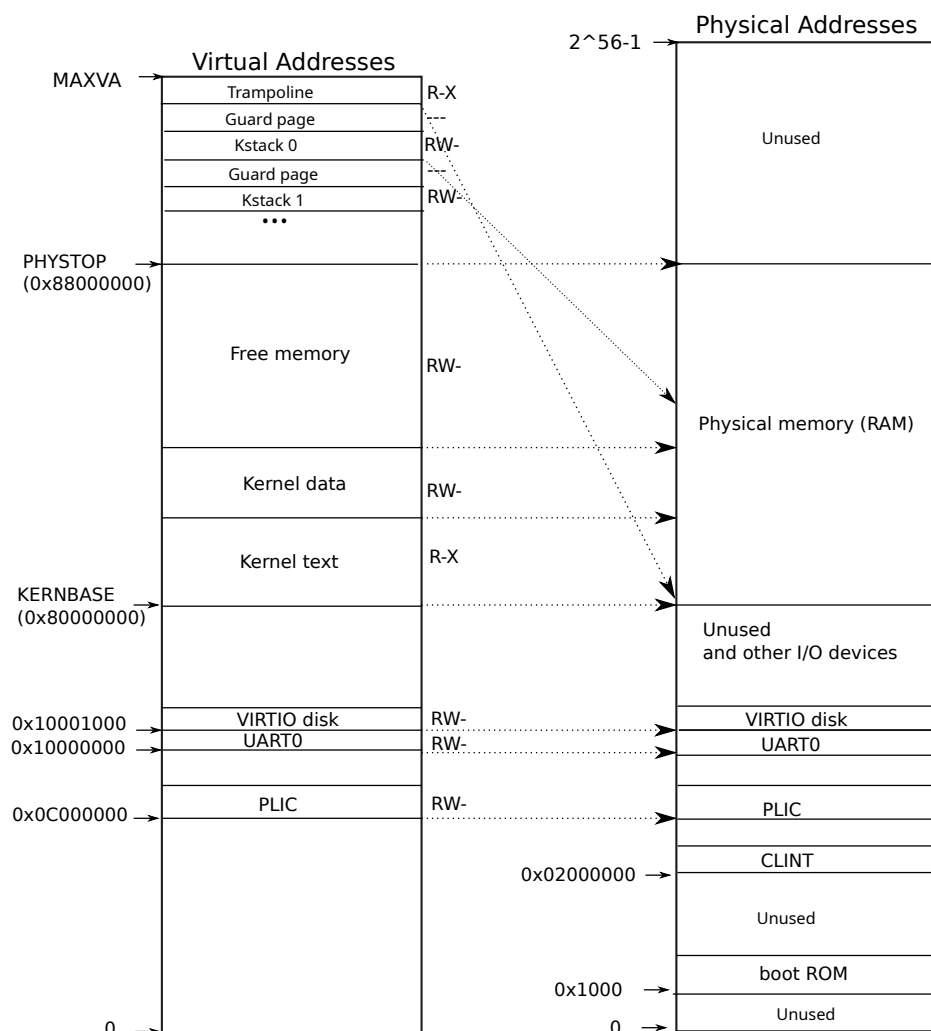 Physical Addresses
2^56-1
Virtual Addresses
MAXVA
Trampoline
R-X
Guard page
---
Unused
Kstack 0
RW-
Guard page
---
Kstack 1
RW-
...
PHYSTOP
(0x88000000)
Free memory
RW-
Physical memory (RAM)
Kernel data
RW-
Kernel text
R-X
KERNBASE
(0x80000000)
Unused
and other I/O devices
0x10001000
VIRTIO disk
RW-
VIRTIO disk
0x10000000
UART0
RW-
UART0
0x0C000000
PLIC
RW-
PLIC
CLINT
0x02000000
Unused
boot ROM
0x1000
Unused
0
0